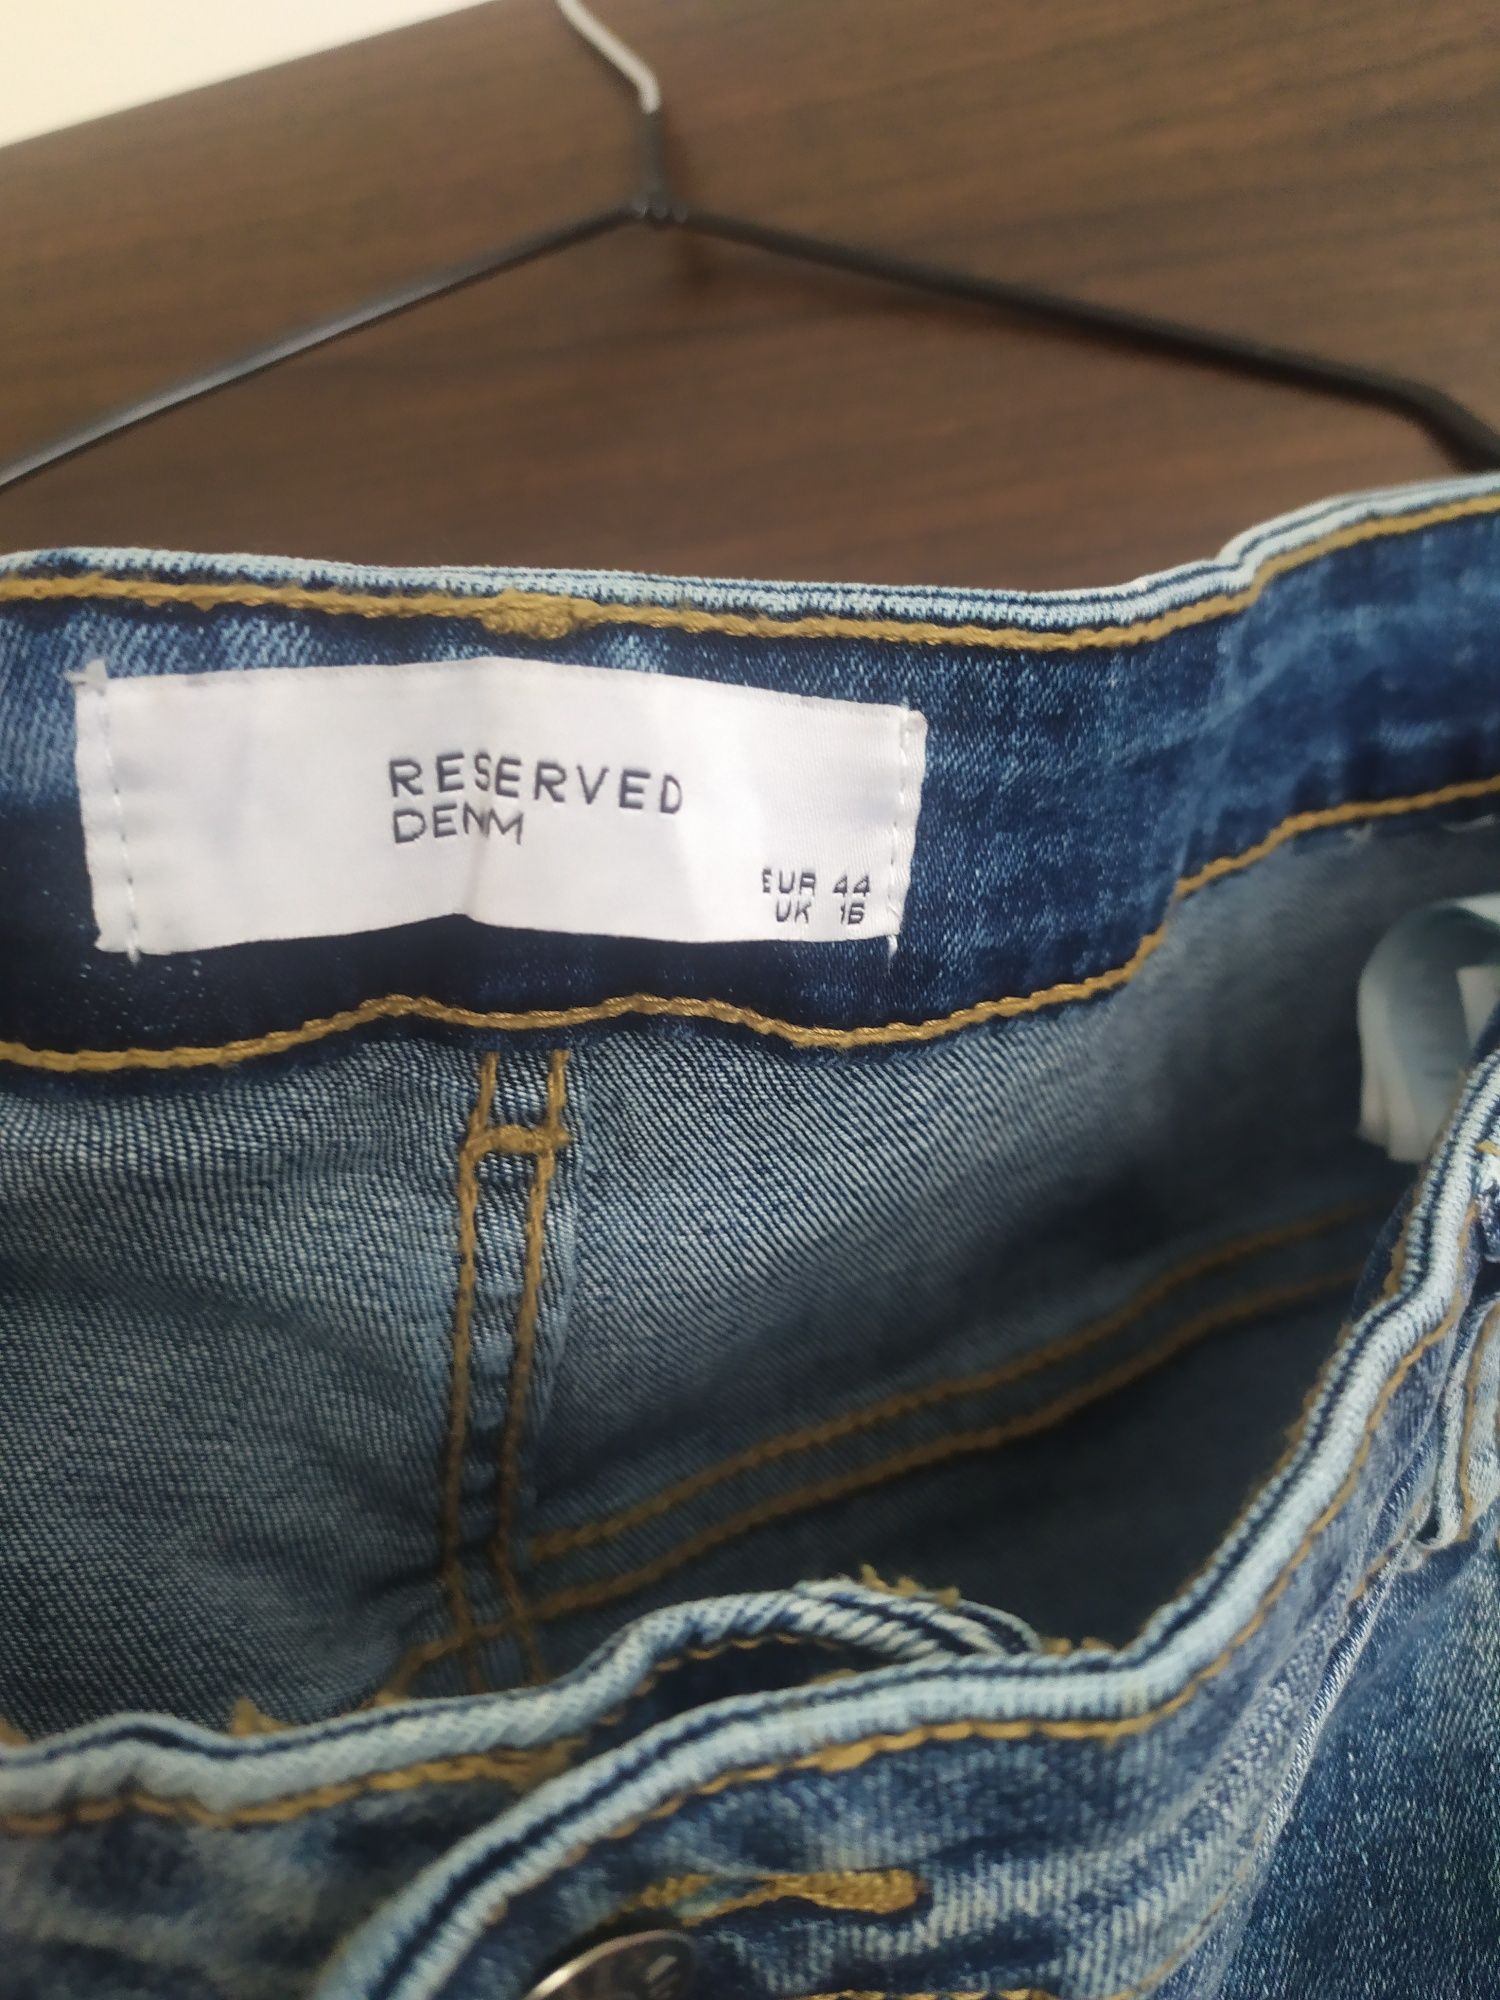 RESERVED
DENIM
EUR 44
UK 16